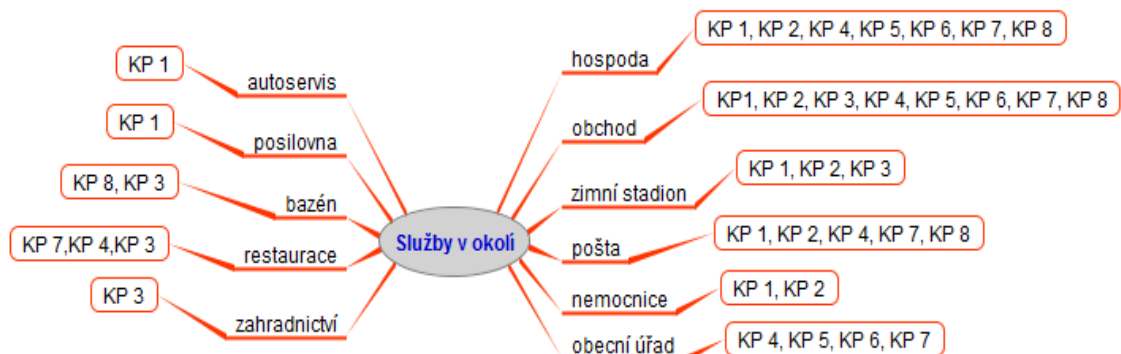 KP 1
autoservis
KP 1
posilovna
KP 8, KP 3
bazén
KP 7,KP 4,KP 3
restaurace
KP 3
zahradnictví
Služby v okolí
KP 1, KP 2, KP 4, KP 5, KP 6, KP 7, KP 8
hospoda
KP1, KP 2, KP 3, KP 4, KP 5, KP 6, KP 7, KP 8
obchod
KP 1, KP 2, KP 3
zimní stadion
KP 1, KP 2, KP 4, KP 7, KP 8
pošta
KP 1, KP 2
nemocnice
KP 4, KP 5, KP 6, KP 7
obecní úřad